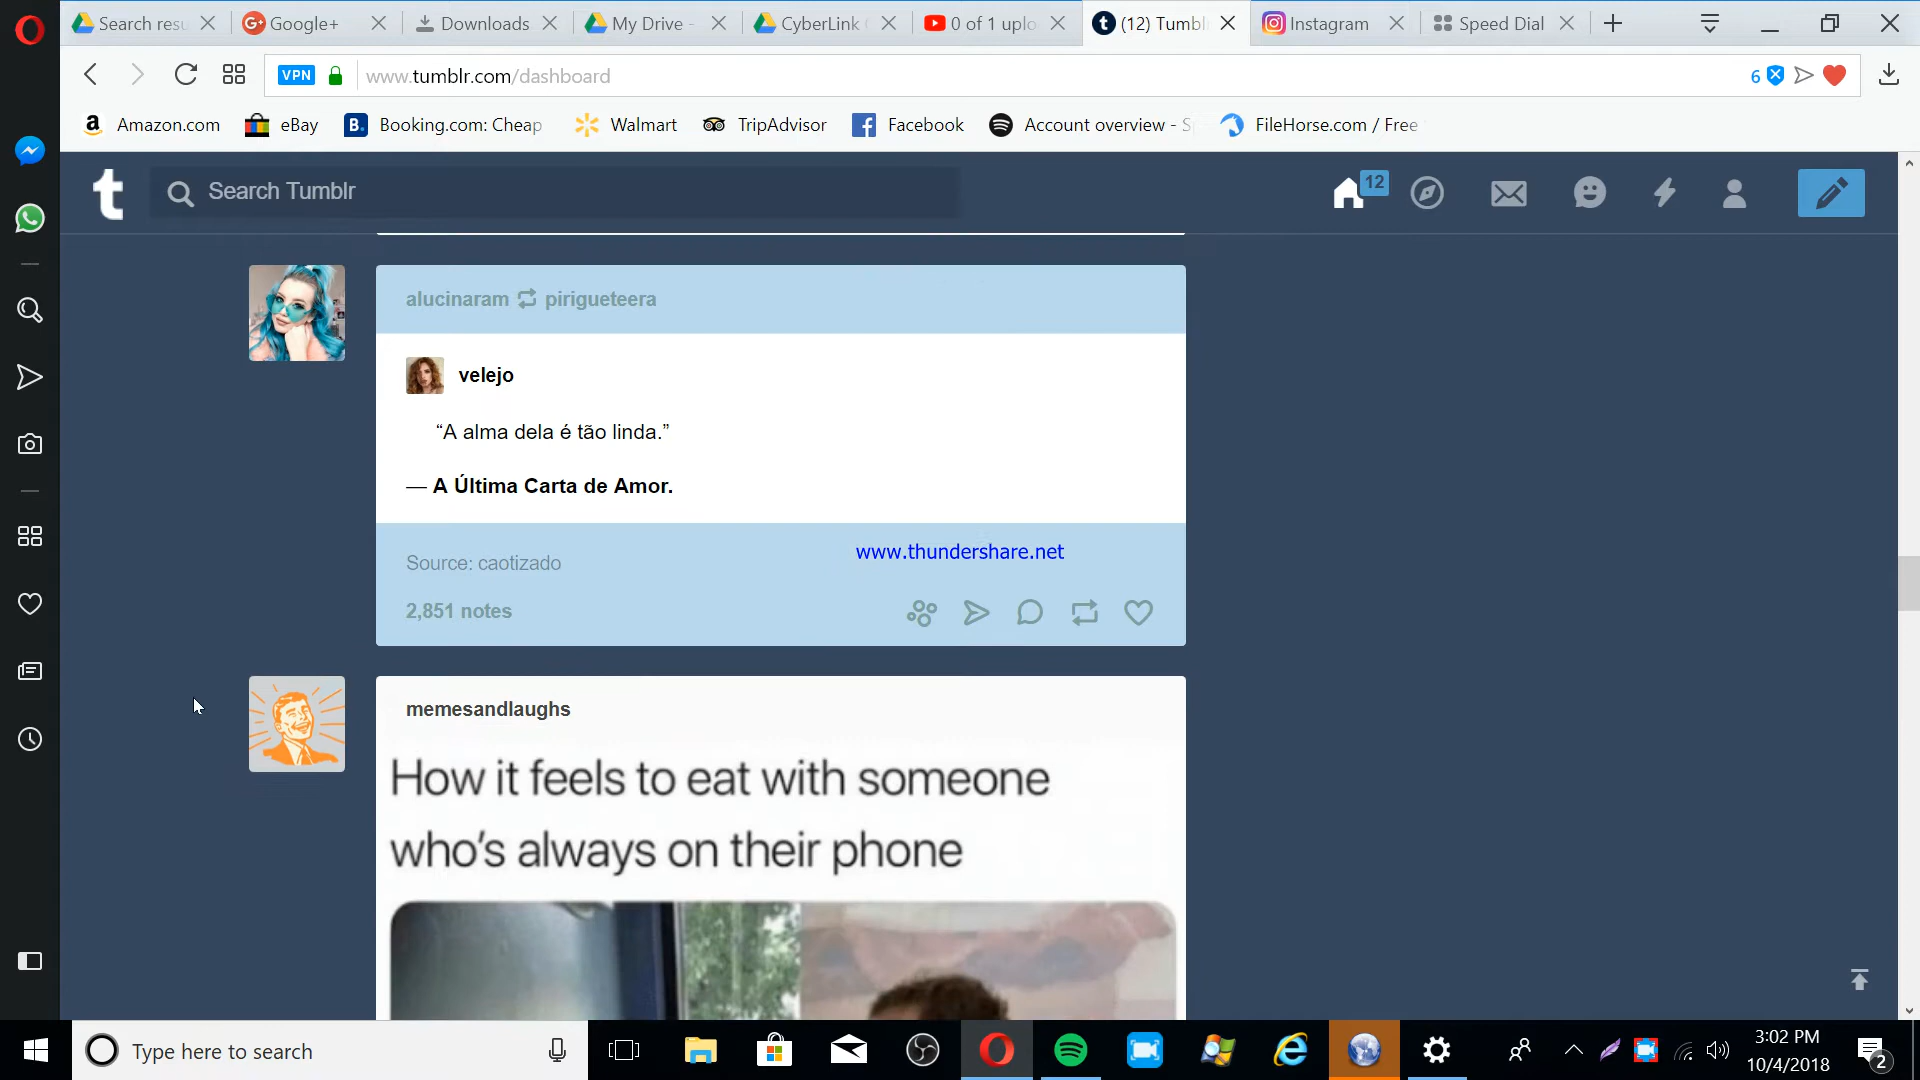 Search resu
Google+
Downloads
My Drive -
CyberLink
0 of 1 uplo
(12) Tumblr
Instagram
Speed Dial
VPN
www.tumblr.com/dashboard
6
Amazon.com
eBay
Booking.com: Cheap
Walmart
TripAdvisor
Facebook
Account overview - Sp
FileHorse.com / Free
Search Tumblr
12
alucinaram pirigueteera
velejo
“A alma dela é tão linda.”
— A Última Carta de Amor.
www.thundershare.net
Source: caotizado
2,851 notes
memesandlaughs
How it feels to eat with someone
who’s always on their phone
Type here to search
3:02 PM
10/4/2018
2